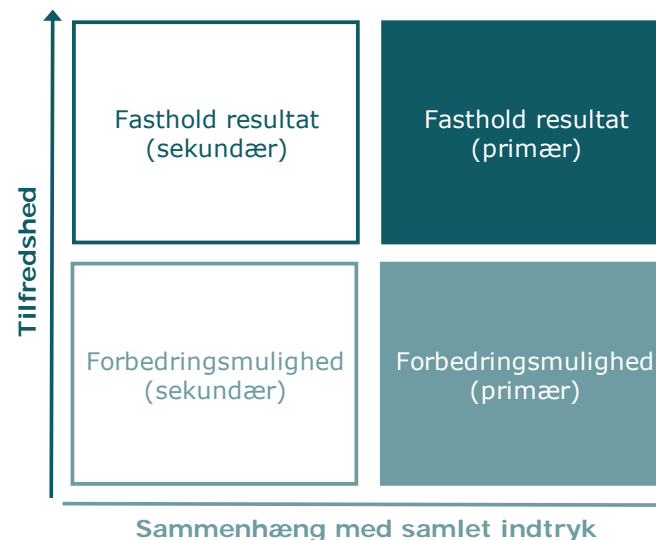 Fasthold resultat
(sekundær)
Fasthold resultat
(primær)
Tilfredshed
Forbedringsmulighed
(sekundær)
Forbedringsmulighed
(primær)
Sammenhæng med samlet indtryk